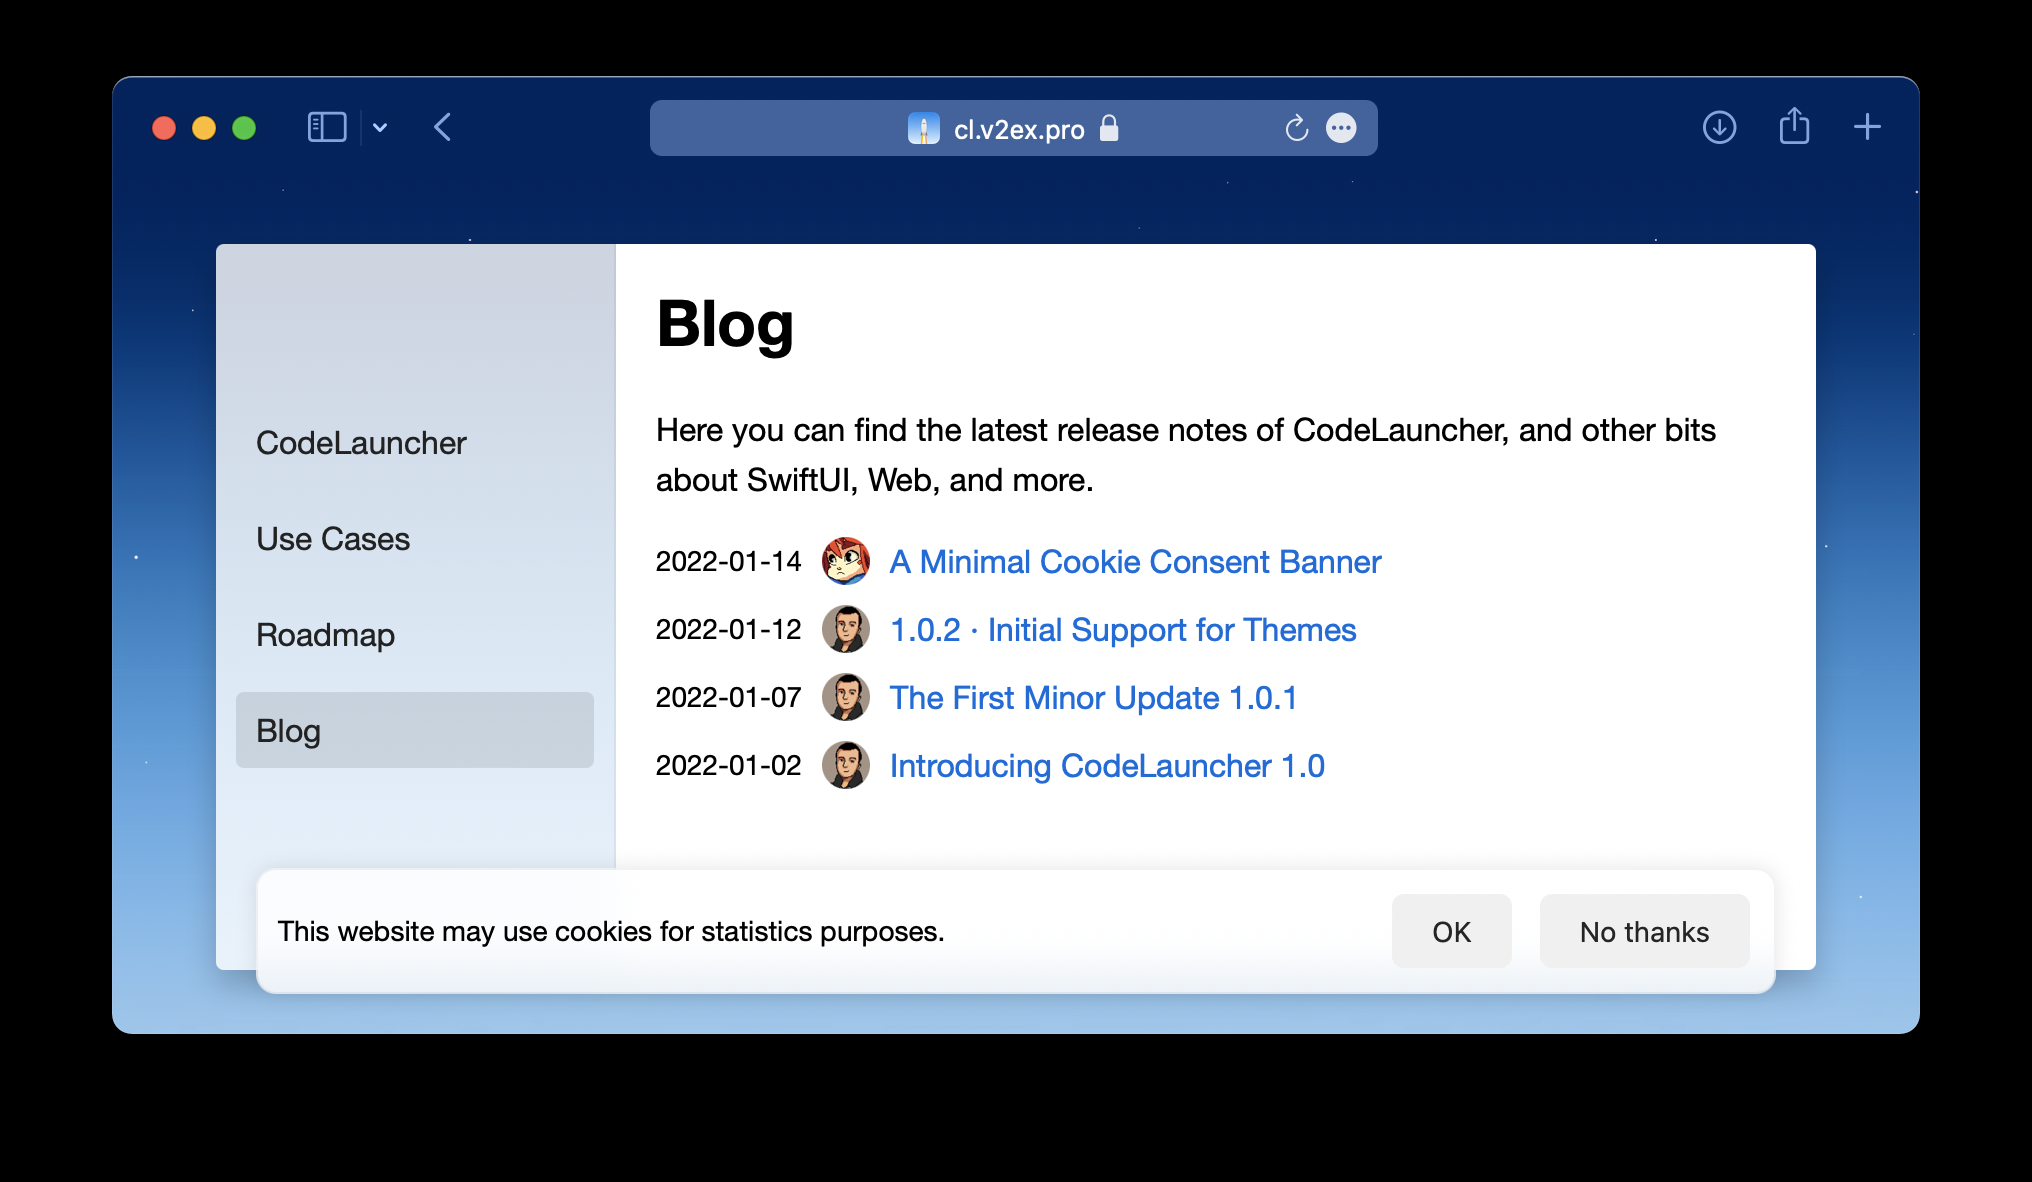 cl.v2ex.pro
CodeLauncher
Use Cases
Roadmap
Blog
Blog
Here you can find the latest release notes of CodeLauncher, and other bits
about SwiftUI, Web, and more.
2022-01-14 A Minimal Cookie Consent Banner
2022-01-12 1.0.2 · Initial Support for Themes
2022-01-07 The First Minor Update 1.0.1
2022-01-02 Introducing CodeLauncher 1.0
This website may use cookies for statistics purposes. OK No thanks